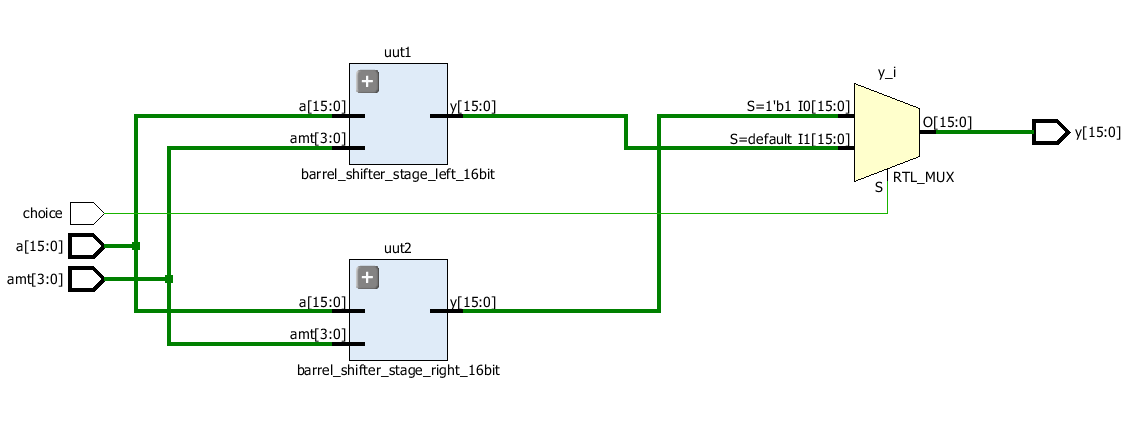 uut1
a[15:0]
y[15:0]
amt[3:0]
barrel_shifter_stage_left_16bit
y_i
S=1'b1 I0[15:0]
S=default I1[15:0]
O[15:0]
y[15:0]
RTL_MUX
S
choice
a[15:0]
amt[3:0]
uut2
a[15:0]
y[15:0]
amt[3:0]
barrel_shifter_stage_right_16bit